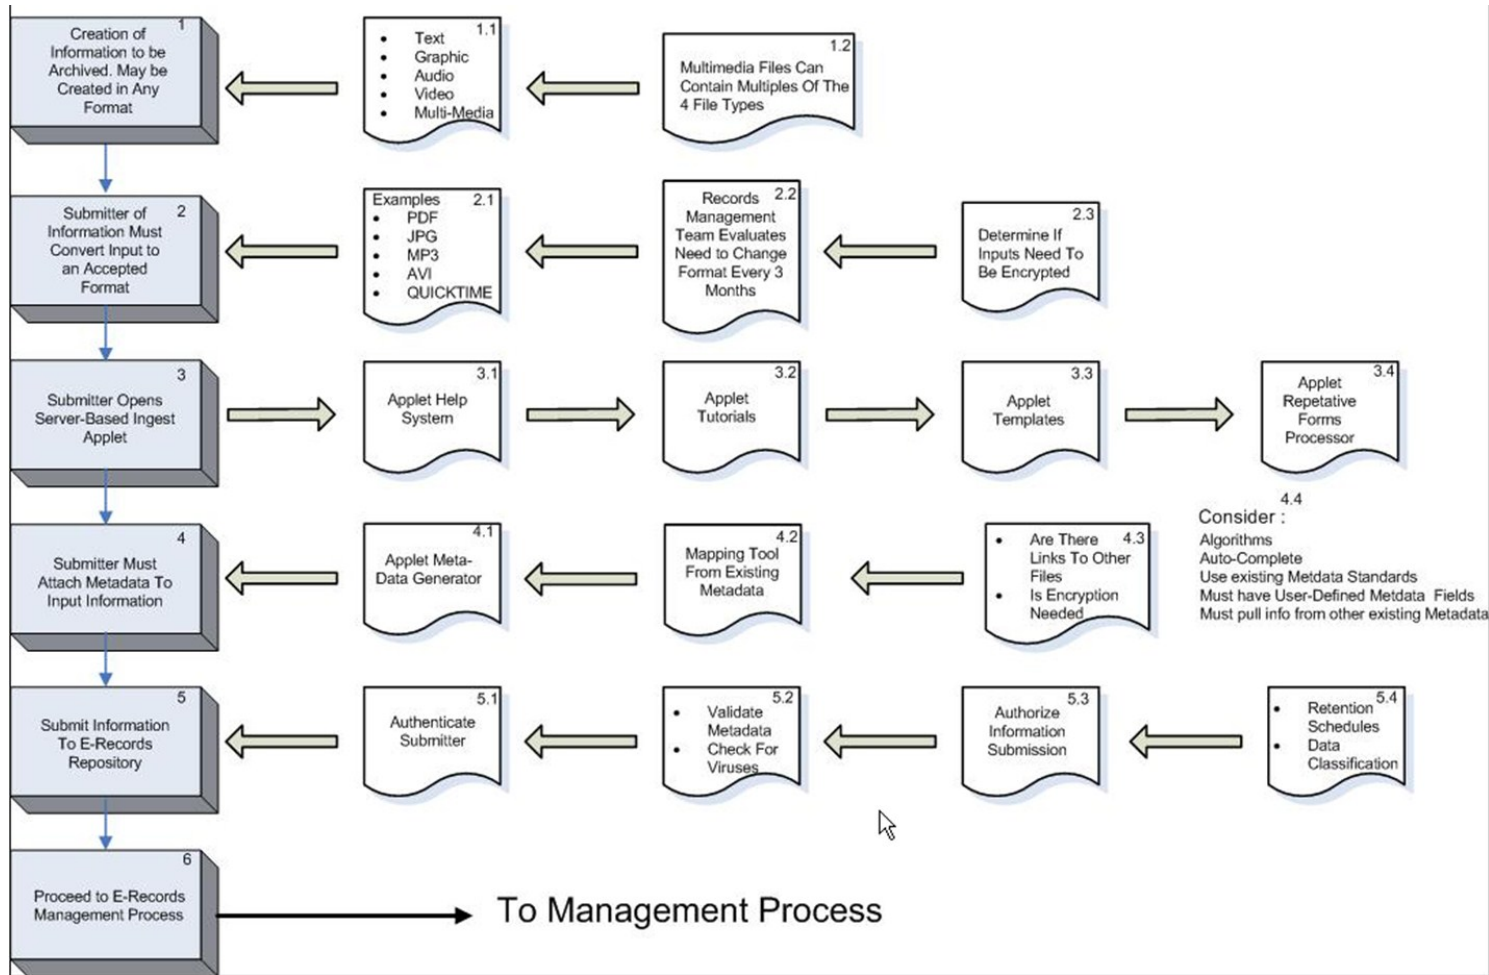 1
Creation of
Information to be
Archived. May be
Created in Any
Format
1.1
Text
Graphic
Audio
Video
Multi-Media
1.2
Multimedia Files Can
Contain Multiples Of The
4 File Types
2
Submitter of
Information Must
Convert Input to
an Accepted
Format
Examples 2.1
PDF
JPG
MP3
AVI
QUICKTIME
2.2
Records
Management
Team Evaluates
Need to Change
Format Every 3
Months
2.3
Determine If
Inputs Need To
Be Encrypted
3
Submitter Opens
Server-Based Ingest
Applet
3.1
Applet Help
System
3.2
Applet
Tutorials
3.3
Applet
Templates
3.4
Applet
Repetative
Forms
Processor
4
Submitter Must
Attach Metadata To
Input Information
4.1
Applet Meta-
Data Generator
4.2
Mapping Tool
From Existing
Metadata
4.3
Are There
Links To Other
Files
Is Encryption
Needed
4.4
Consider :
Algorithms
Auto-Complete
Use existing Metdata Standards
Must have User-Defined Metdata Fields
Must pull info from other existing Metadata
5
Submit Information
To E-Records
Repository
5.1
Authenticate
Submitter
5.2
Validate
Metadata
Check For
Viruses
5.3
Authorize
Information
Submission
5.4
Retention
Schedules
Data
Classification
6
Proceed to E-Records
Management Process
To Management Process